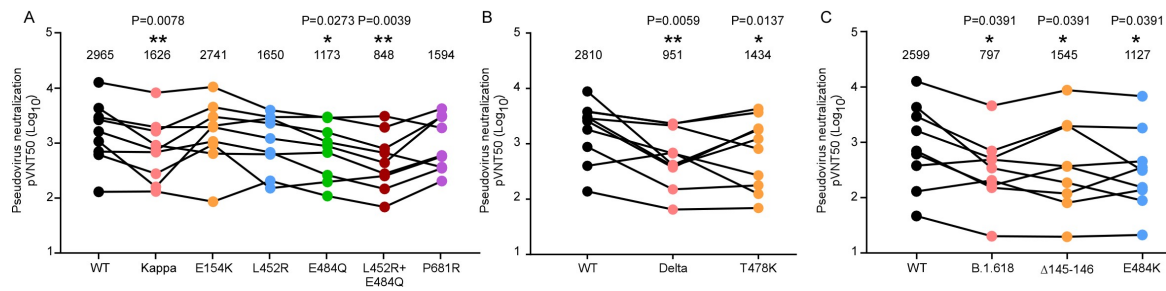 A
P=0.0078 P=0.0273 P=0.0039
** * **
2965 1626 2741 1650 1173 848 1594
Pseudovirus neutralization
pVNT50 (Log10)
5
4
3
2
1
WT Kappa E154K L452R E484Q L452R+ P681R
E484Q
B
P=0.0059 P=0.0137
** *
2810 951 1434
Pseudovirus neutralization
pVNT50 (Log10)
5
4
3
2
1
WT Delta T478K
C
P=0.0391 P=0.0391 P=0.0391
* * *
2599 797 1545 1127
Pseudovirus neutralization
pVNT50 (Log10)
5
4
3
2
1
WT B.1.618 Δ145-146 E484K